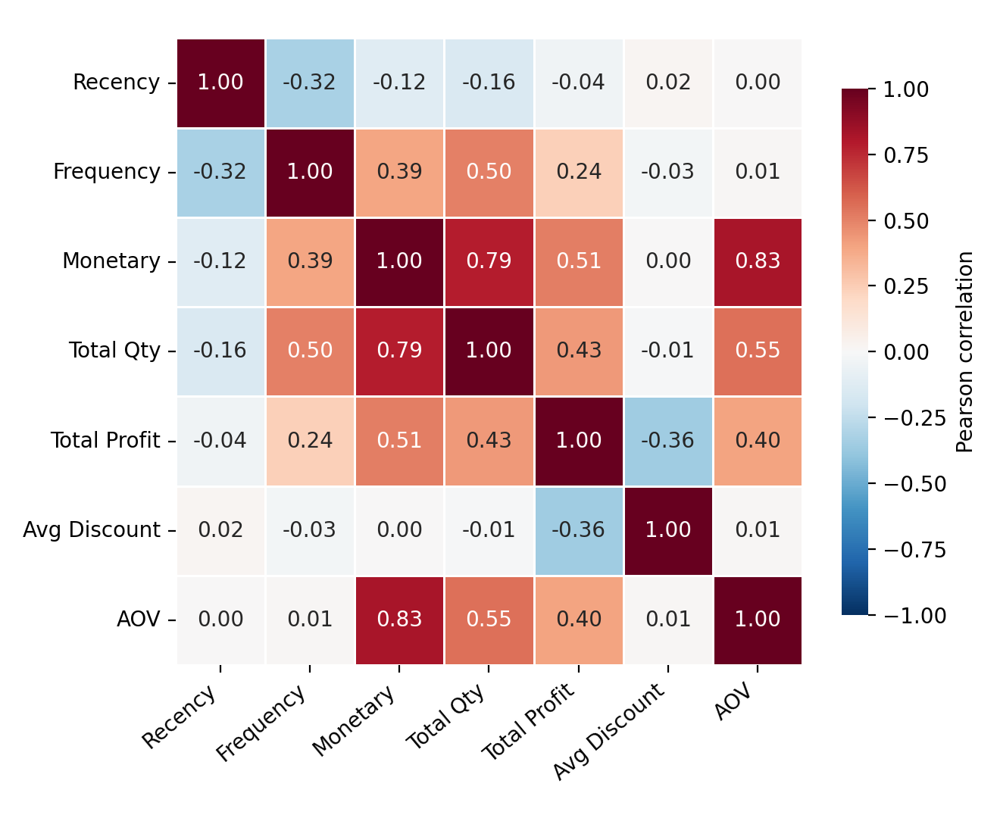 Recency 1.00 -0.32 -0.12 -0.16 -0.04 0.02 0.00
Frequency -0.32 1.00 0.39 0.50 0.24 -0.03 0.01
Monetary -0.12 0.39 1.00 0.79 0.51 0.00 0.83
Total Qty -0.16 0.50 0.79 1.00 0.43 -0.01 0.55
Total Profit -0.04 0.24 0.51 0.43 1.00 -0.36 0.40
Avg Discount 0.02 -0.03 0.00 -0.01 -0.36 1.00 0.01
AOV 0.00 0.01 0.83 0.55 0.40 0.01 1.00
Recency
Frequency
Monetary
Total Qty
Total Profit
Avg Discount
AOV
1.00
0.75
0.50
0.25
0.00
−0.25
−0.50
−0.75
−1.00
Pearson correlation